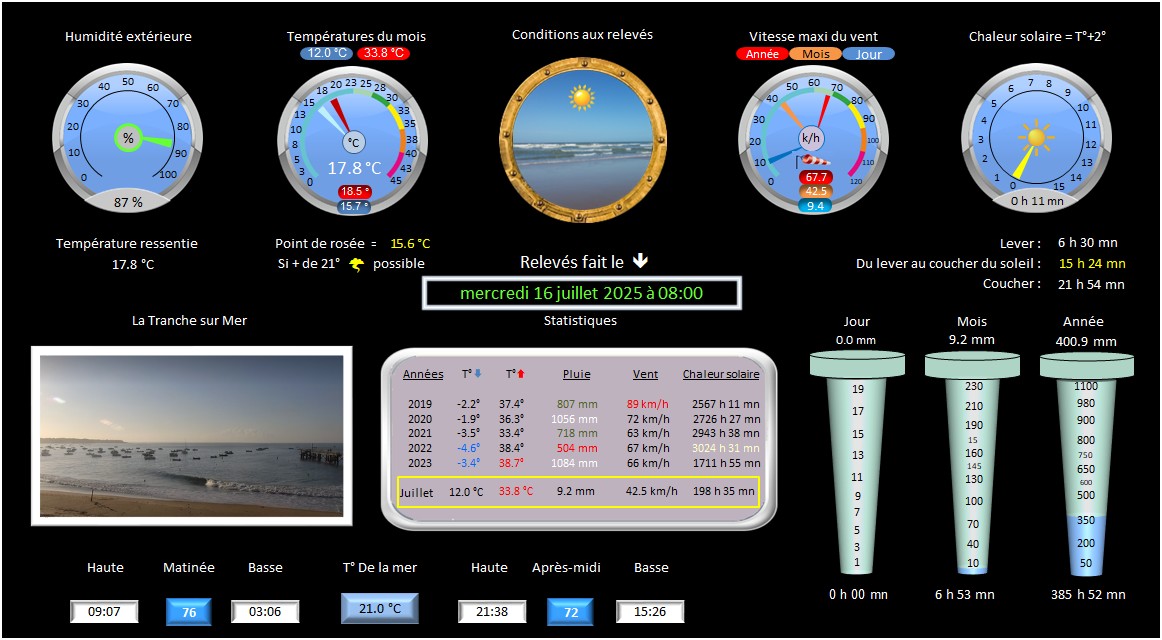 Humidité extérieure
Températures du mois
12.0 °C 33.8 °C
Conditions aux relevés
Vitesse maxi du vent
Année Mois Jour
Chaleur solaire = T°+2°
0 10 20 30 40 50 60 70 80 90 100
%
87 %
0 3 5 8 10 13 15 18 20 23 25 28 30 33 35 38 40 43 45
°C
17.8 °C
18.5 °
15.7 °
0 10 20 30 40 50 60 70 80 90 100 110 120
k/h
67.7
42.5
9.4
0 1 2 3 4 5 6 7 8 9 10 11 12 13 14 15
0 h 11 mn
Température ressentie
17.8 °C
Point de rosée = 15.6 °C
Si + de 21° possible
Relevés fait le
mercredi 16 juillet 2025 à 08:00
Lever : 6 h 30 mn
Du lever au coucher du soleil : 15 h 24 mn
Coucher : 21 h 54 mn
La Tranche sur Mer
Statistiques
Années T° T° Pluie Vent Chaleur solaire
2019 -2.2° 37.4° 807 mm 89 km/h 2567 h 11 mn
2020 -1.9° 36.3° 1056 mm 72 km/h 2726 h 27 mn
2021 -3.5° 33.4° 718 mm 63 km/h 2943 h 38 mn
2022 -4.6° 38.4° 504 mm 67 km/h 3024 h 31 mn
2023 -3.4° 38.7° 1084 mm 66 km/h 1711 h 55 mn
Juillet 12.0 °C 33.8 °C 9.2 mm 42.5 km/h 198 h 35 mn
Jour
0.0 mm
19
17
15
13
11
9
7
5
3
1
0 h 00 mn
Mois
9.2 mm
230
210
190
15
160
145
130
100
70
40
10
6 h 53 mn
Année
400.9 mm
1100
980
900
800
750
650
600
500
350
200
50
385 h 52 mn
Haute Matinée Basse
09:07 76 03:06
T° De la mer
21.0 °C
Haute Après-midi Basse
21:38 72 15:26